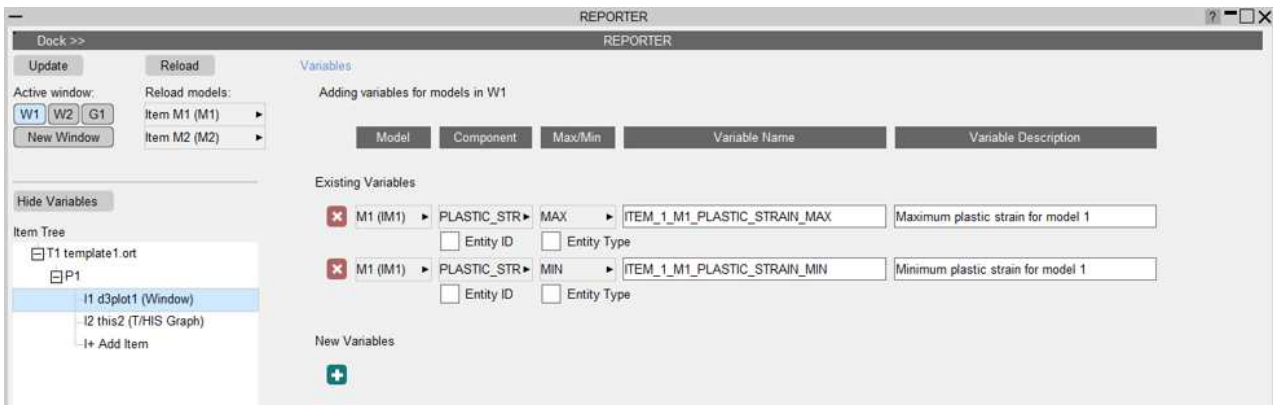 REPORTER
?
Dock >> REPORTER
Update Reload Variables
Active window: Reload models: Adding variables for models in W1
W1 W2 G1 Item M1 (M1)
New Window Item M2 (M2) Model Component Max/Min Variable Name Variable Description
Existing Variables
Hide Variables
M1 (IM1) PLASTIC_STR MAX ITEM_1_M1_PLASTIC_STRAIN_MAX Maximum plastic strain for model 1
Item Tree
Entity ID Entity Type
T1 template1.ort
P1 M1 (IM1) PLASTIC_STR MIN ITEM_1_M1_PLASTIC_STRAIN_MIN Minimum plastic strain for model 1
I1 d3plot1 (Window) Entity ID Entity Type
I2 this2 (T/HIS Graph)
I+ Add Item New Variables